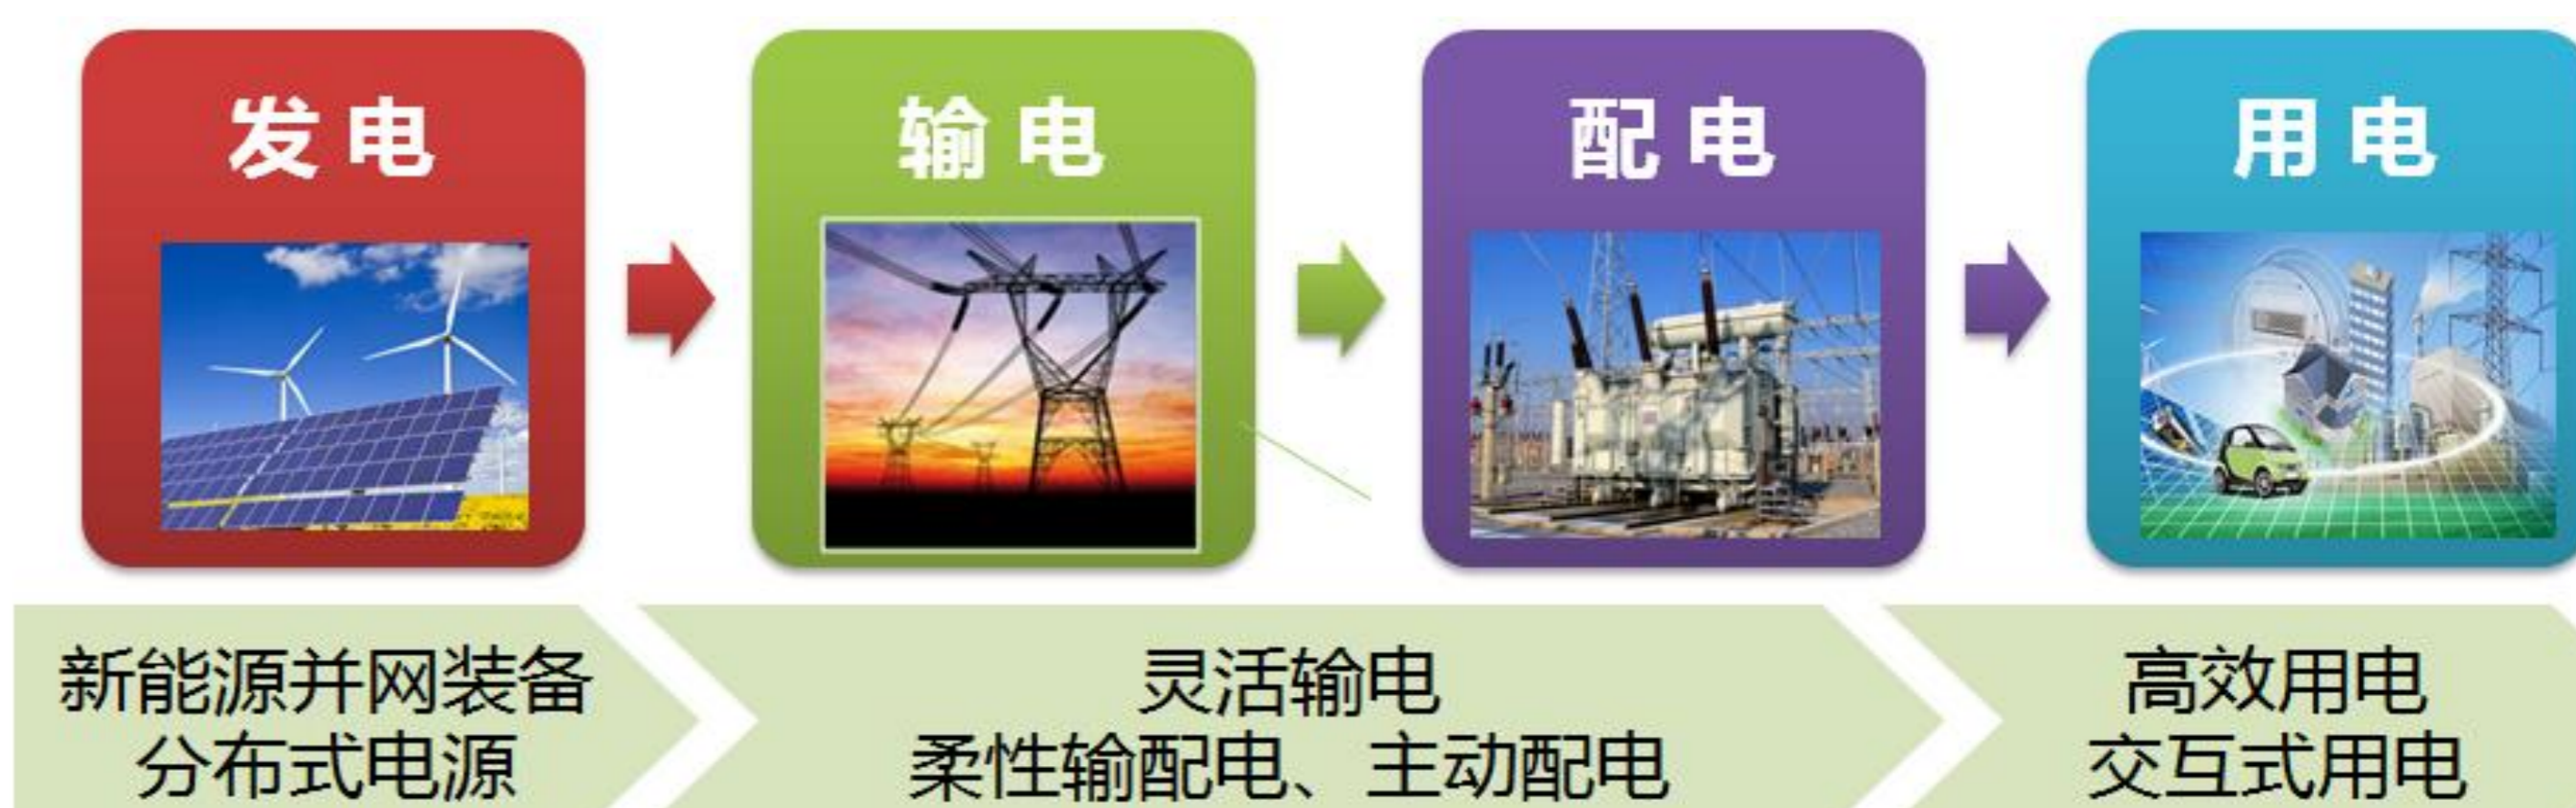 发电
输电
配电
用电
新能源并网装备
分布式电源
灵活输电
柔性输配电、主动配电
高效用电
交互式用电